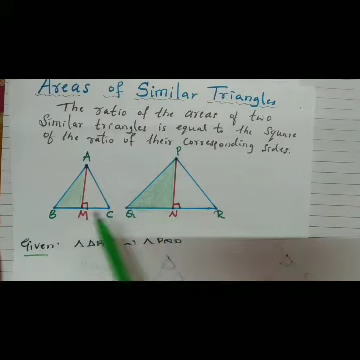 Areas of Similar Triangles
The ratio of the areas of two
Similar triangles is equal to the square
of the ratio of their corresponding sides.
A
P
B M C Q N R
Given: